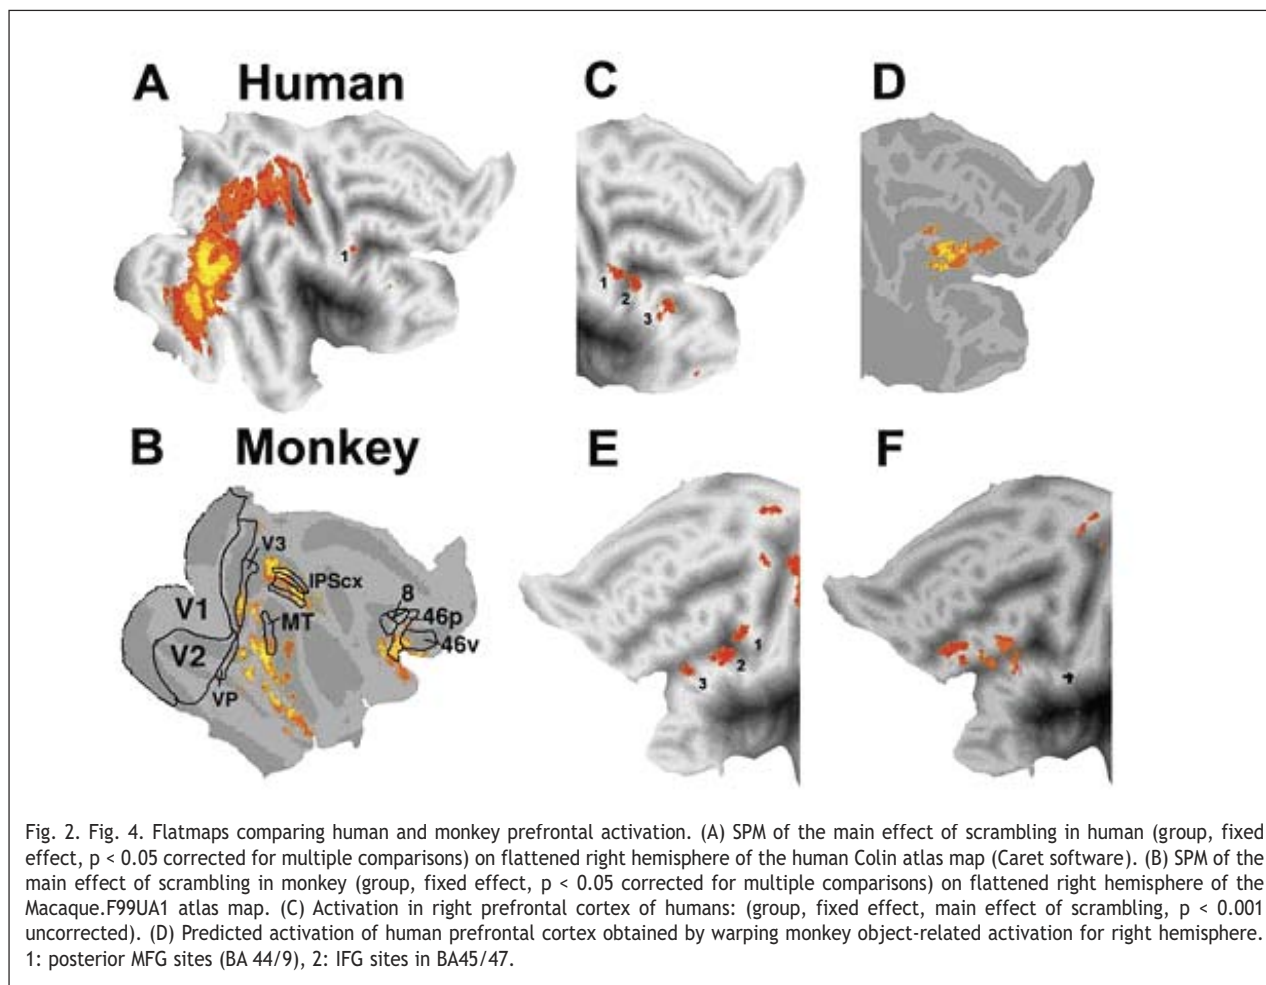 A Human
C
D
1
1
2
3
B Monkey
E
F
V3
IPScx
V1
MT
8
46p
V2
46v
VP
1
2
3
1
Fig. 2. Fig. 4. Flatmaps comparing human and monkey prefrontal activation. (A) SPM of the main effect of scrambling in human (group, fixed
effect, p < 0.05 corrected for multiple comparisons) on flattened right hemisphere of the human Colin atlas map (Caret software). (B) SPM of the
main effect of scrambling in monkey (group, fixed effect, p < 0.05 corrected for multiple comparisons) on flattened right hemisphere of the
Macaque.F99UA1 atlas map. (C) Activation in right prefrontal cortex of humans: (group, fixed effect, main effect of scrambling, p < 0.001
uncorrected). (D) Predicted activation of human prefrontal cortex obtained by warping monkey object-related activation for right hemisphere.
1: posterior MFG sites (BA 44/9), 2: IFG sites in BA45/47.